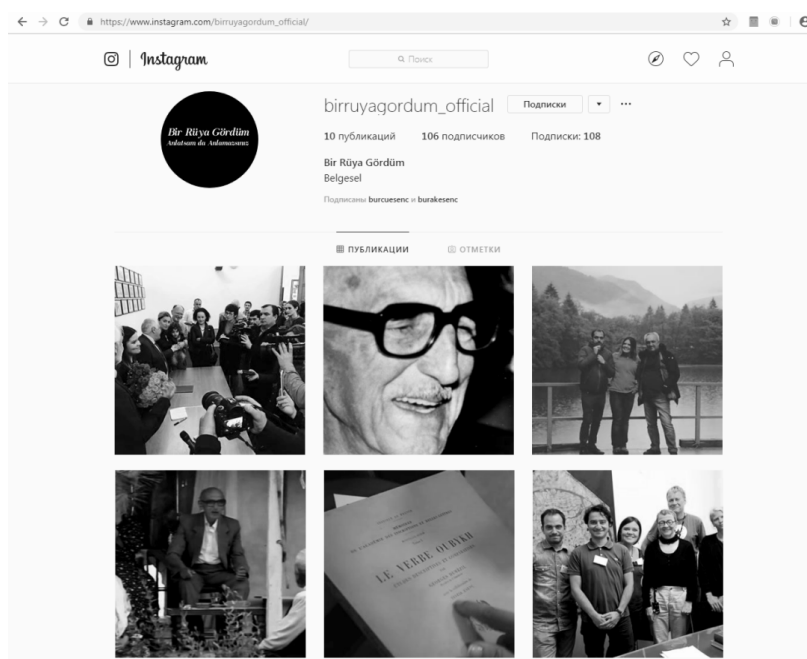 https://www.instagram.com/birruyagordum_official/
Instagram
Поиск
Bir Rüya Gördüm
Anlatsam da Anlamazsınız
birruyagordum_official Подписки
10 публикаций 106 подписчиков Подписки: 108
Bir Rüya Gördüm
Belgesel
Подписаны burcuesenc и burakesenc
ПУБЛИКАЦИИ ОТМЕТКИ
LE VERBE OUBYKH